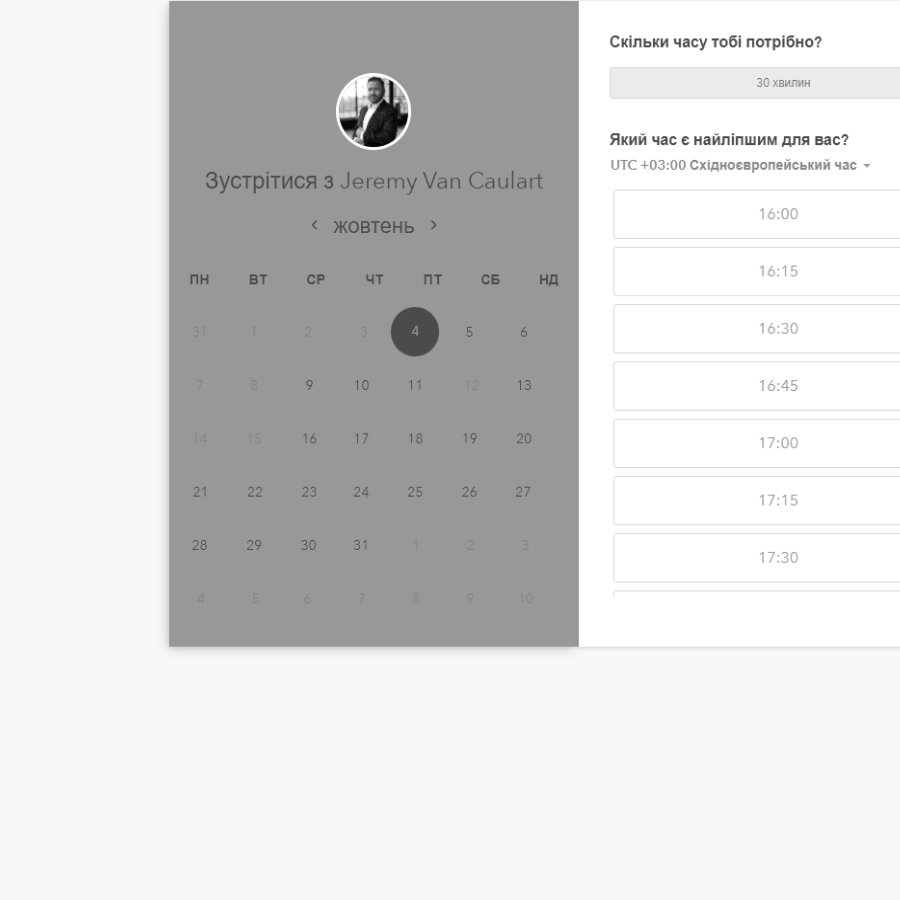 Зустрітися з Jeremy Van Caulart
жовтень
ПН ВТ СР ЧТ ПТ СБ НД
31 1 2 3 4 5 6
7 8 9 10 11 12 13
14 15 16 17 18 19 20
21 22 23 24 25 26 27
28 29 30 31 1 2 3
4 5 6 7 8 9 10
Скільки часу тобі потрібно?
30 хвилин
Який час є найліпшим для вас?
UTC +03:00 Східноєвропейський час
16:00
16:15
16:30
16:45
17:00
17:15
17:30